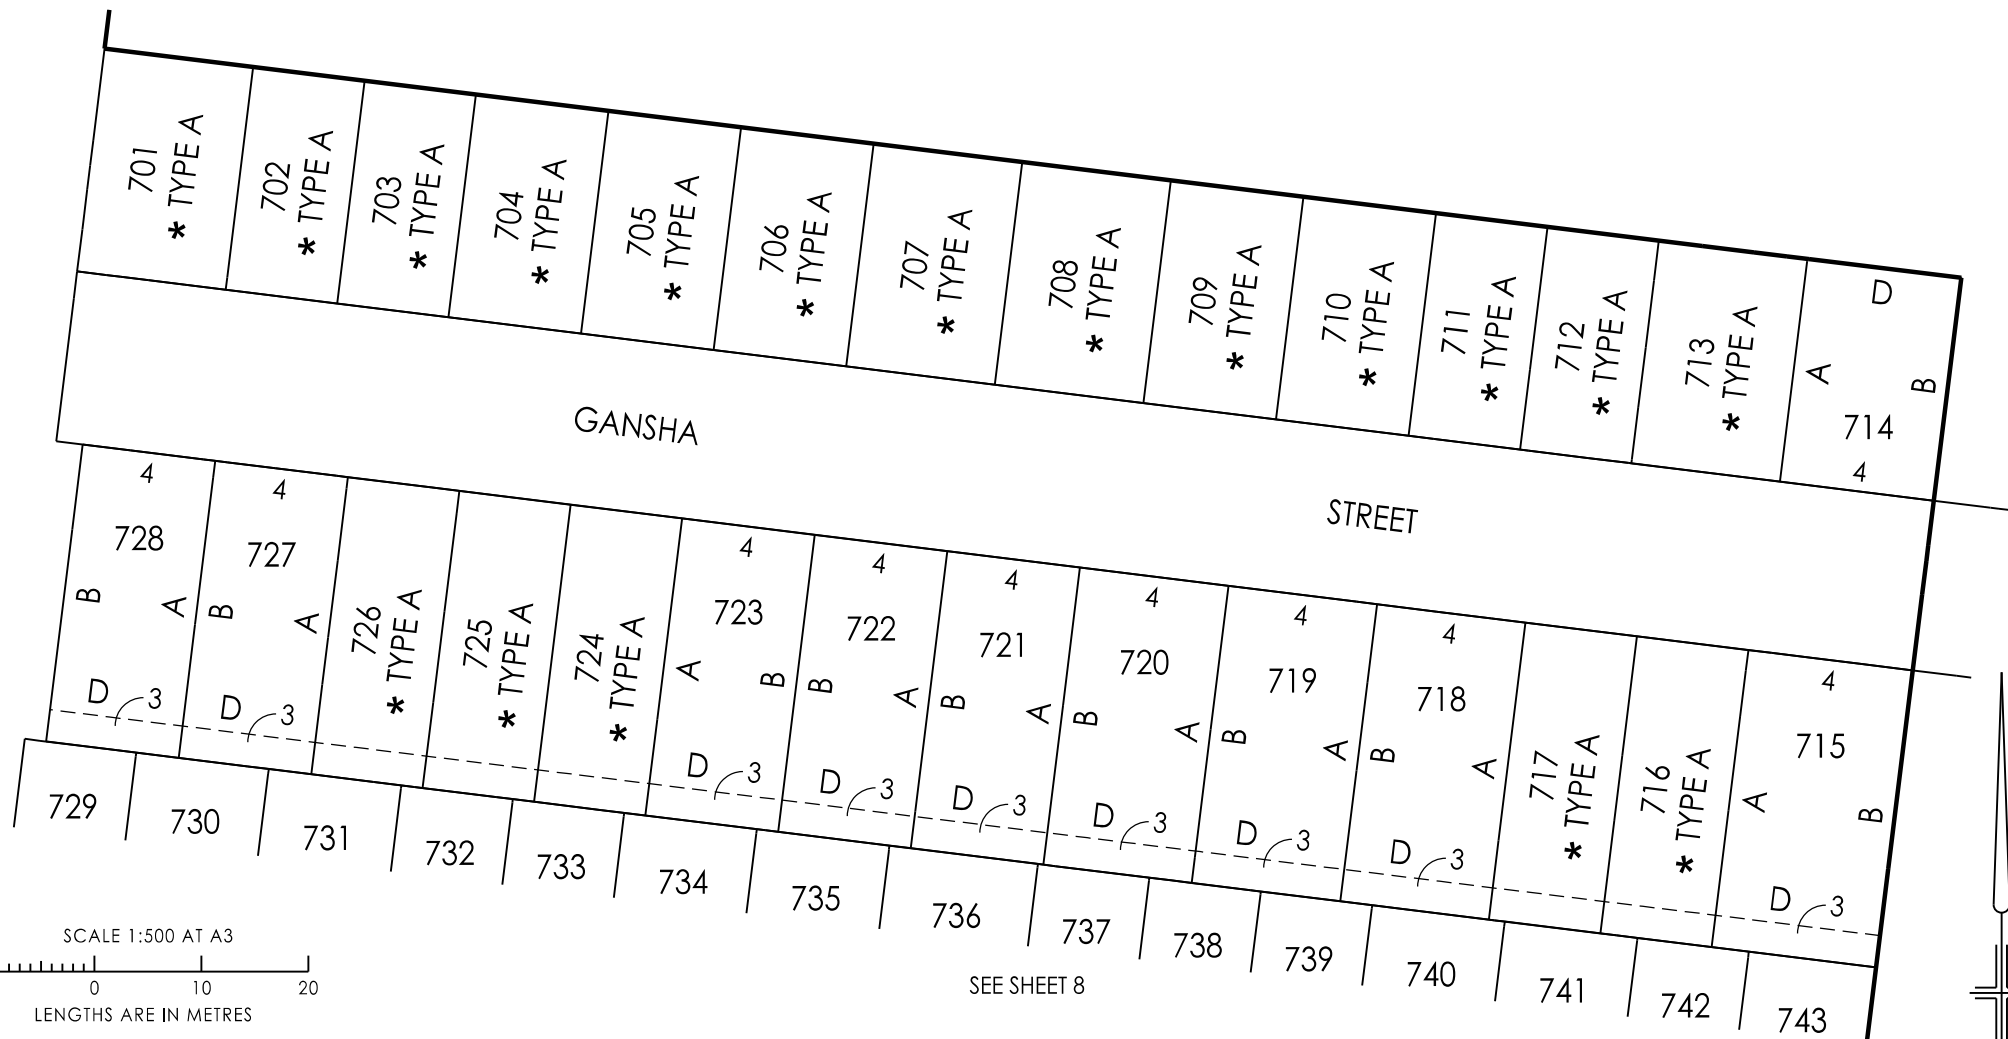 701
* TYPE A
702
* TYPE A
703
* TYPE A
704
* TYPE A
705
* TYPE A
706
* TYPE A
707
* TYPE A
708
* TYPE A
709
* TYPE A
710
* TYPE A
711
* TYPE A
712
* TYPE A
713
* TYPE A
D
A
B
714
4
GANSHA STREET
4
728
B
A
D
3
4
727
B
A
D
3
726
* TYPE A
725
* TYPE A
724
* TYPE A
4
723
A
B
D
3
4
722
B
A
D
3
4
721
B
A
D
3
4
720
B
A
D
3
4
719
B
A
D
3
4
718
B
A
D
3
717
* TYPE A
716
* TYPE A
4
715
A
B
D
3
729
730
731
732
733
734
735
736
737
738
739
740
741
742
743
SEE SHEET 8
SCALE 1:500 AT A3
0 10 20
LENGTHS ARE IN METRES